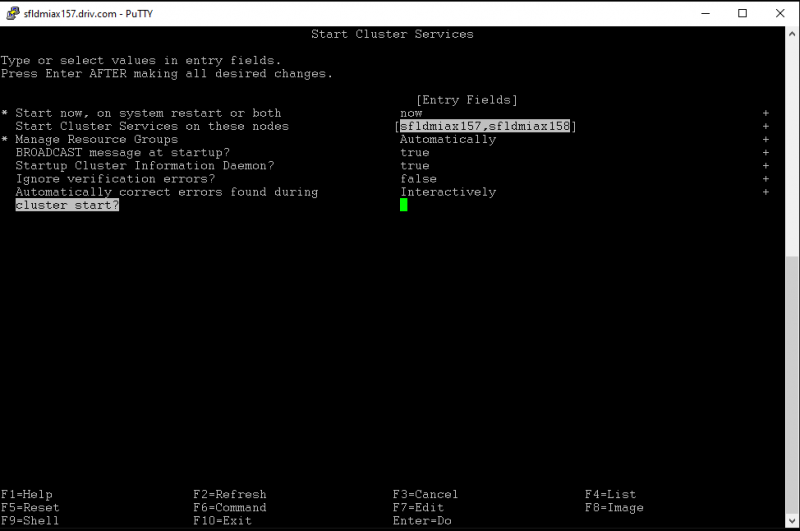 sfldmiax157.driv.com - PuTTY
Start Cluster Services
Type or select values in entry fields.
Press Enter AFTER making all desired changes.
[Entry Fields]
* Start now, on system restart or both now +
Start Cluster Services on these nodes [sfldmiax157,sfldmiax158] +
* Manage Resource Groups Automatically +
BROADCAST message at startup? true +
Startup Cluster Information Daemon? true +
Ignore verification errors? false +
Automatically correct errors found during Interactively +
cluster start?
F1=Help F2=Refresh F3=Cancel F4=List
F5=Reset F6=Command F7=Edit F8=Image
F9=Shell F10=Exit Enter=Do